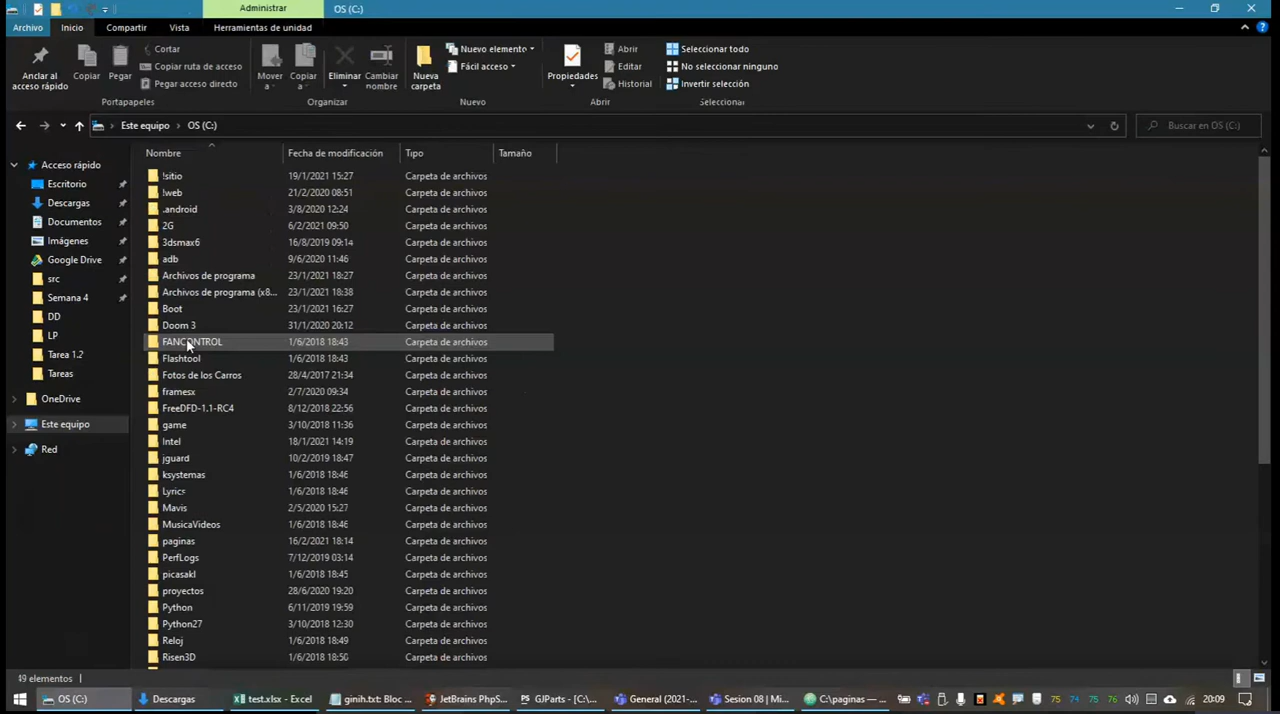 Administrar OS (C:)
Archivo Inicio Compartir Vista Herramientas de unidad
Anclar al acceso rápido
Copiar
Pegar
Cortar
Copiar ruta de acceso
Pegar acceso directo
Portapapeles
Mover a
Copiar a
Eliminar
Cambiar nombre
Organizar
Nueva carpeta
Nuevo elemento
Fácil acceso
Nuevo
Propiedades
Abrir
Editar
Historial
Abrir
Seleccionar todo
No seleccionar ninguno
Invertir selección
Seleccionar
Este equipo > OS (C:)
Buscar en OS (C:)
Acceso rápido
Escritorio
Descargas
Documentos
Imágenes
Google Drive
src
Semana 4
DD
LP
Tarea 1.2
Tareas
OneDrive
Este equipo
Red
Nombre Fecha de modificación Tipo Tamaño
!sitio 19/1/2021 15:27 Carpeta de archivos
!web 21/2/2020 08:51 Carpeta de archivos
.android 3/8/2020 12:24 Carpeta de archivos
2G 6/2/2021 09:50 Carpeta de archivos
3dsmax6 16/8/2019 09:14 Carpeta de archivos
adb 9/6/2020 11:46 Carpeta de archivos
Archivos de programa 23/1/2021 18:27 Carpeta de archivos
Archivos de programa (x8... 23/1/2021 18:38 Carpeta de archivos
Boot 23/1/2021 16:27 Carpeta de archivos
Doom 3 31/1/2020 20:12 Carpeta de archivos
FANCONTROL 1/6/2018 18:43 Carpeta de archivos
Flashtool 1/6/2018 18:43 Carpeta de archivos
Fotos de los Carros 28/4/2017 21:34 Carpeta de archivos
framesx 2/7/2020 09:34 Carpeta de archivos
FreeDFD-1.1-RC4 8/12/2018 22:56 Carpeta de archivos
game 3/10/2018 11:36 Carpeta de archivos
Intel 18/1/2021 14:19 Carpeta de archivos
jguard 10/2/2019 18:47 Carpeta de archivos
ksystemas 1/6/2018 18:46 Carpeta de archivos
Lyrics 1/6/2018 18:46 Carpeta de archivos
Mavis 2/5/2020 15:27 Carpeta de archivos
MusicaVideos 1/6/2018 18:46 Carpeta de archivos
paginas 16/2/2021 18:14 Carpeta de archivos
PerfLogs 7/12/2019 03:14 Carpeta de archivos
picasakl 1/6/2018 18:45 Carpeta de archivos
proyectos 28/6/2020 19:20 Carpeta de archivos
Python 6/11/2019 19:59 Carpeta de archivos
Python27 3/10/2018 12:30 Carpeta de archivos
Reloj 1/6/2018 18:49 Carpeta de archivos
Risen3D 1/6/2018 18:50 Carpeta de archivos
49 elementos
OS (C:) Descargas test.xlsx - Excel ginih.txt: Bloc ... JetBrains PhpS... GJParts - [C:\... General (2021-... Sesion 08 | Mi... C:\paginas — ... 75 74 75 76 20:09